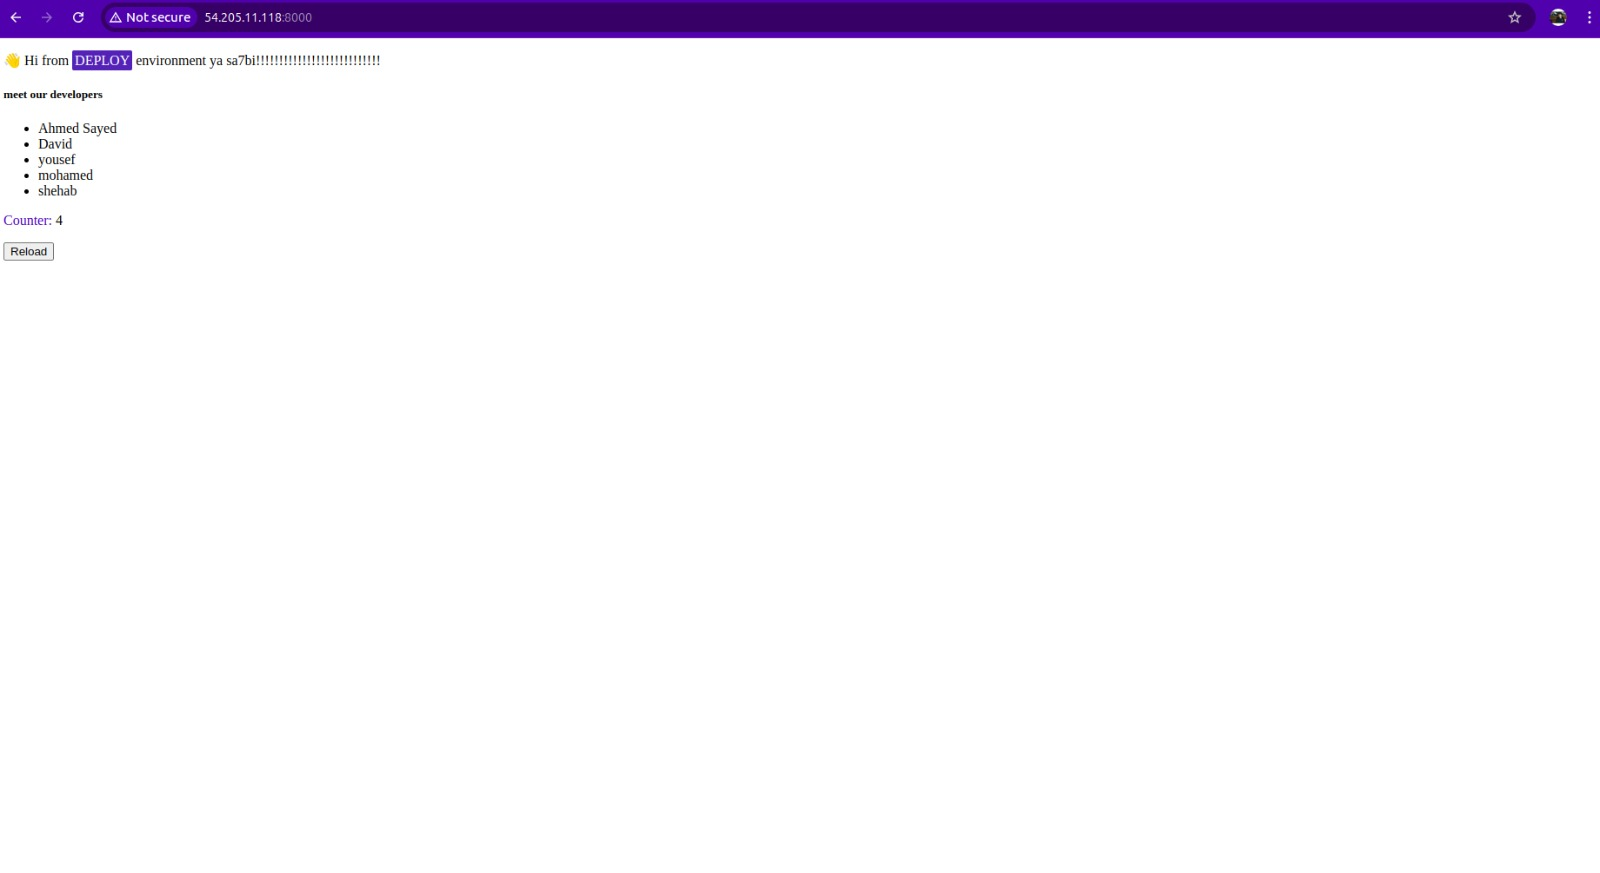 Not secure 54.205.11.118:8000
👋 Hi from DEPLOY environment ya sa7bi!!!!!!!!!!!!!!!!!!!!!!!!!!!
meet our developers
Ahmed Sayed
David
yousef
mohamed
shehab
Counter: 4
Reload